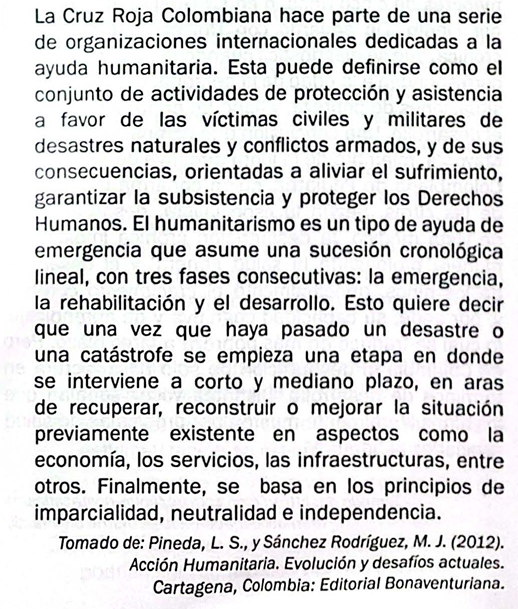 La Cruz Roja Colombiana hace parte de una serie
de organizaciones internacionales dedicadas a la
ayuda humanitaria. Esta puede definirse como el
conjunto de actividades de protección y asistencia
a favor de las víctimas civiles y militares de
desastres naturales y conflictos armados, y de sus
consecuencias, orientadas a aliviar el sufrimiento,
garantizar la subsistencia y proteger los Derechos
Humanos. El humanitarismo es un tipo de ayuda de
emergencia que asume una sucesión cronológica
lineal, con tres fases consecutivas: la emergencia,
la rehabilitación y el desarrollo. Esto quiere decir
que una vez que haya pasado un desastre o
una catástrofe se empieza una etapa en donde
se interviene a corto y mediano plazo, en aras
de recuperar, reconstruir o mejorar la situación
previamente existente en aspectos como la
economía, los servicios, las infraestructuras, entre
otros. Finalmente, se basa en los principios de
imparcialidad, neutralidad e independencia.
Tomado de: Pineda, L. S., y Sánchez Rodríguez, M. J. (2012).
Acción Humanitaria. Evolución y desafíos actuales.
Cartagena, Colombia: Editorial Bonaventuriana.